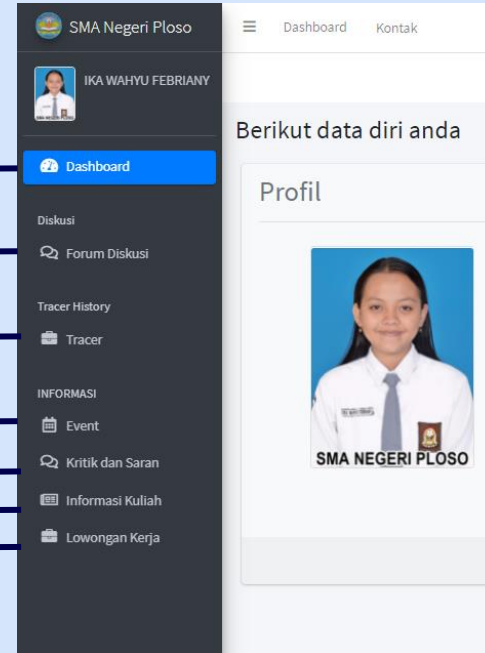 SMA Negeri Ploso
Dashboard Kontak
IKA WAHYU FEBRIANY
Berikut data diri anda
Dashboard
Profil
Diskusi
Forum Diskusi
Tracer History
Tracer
INFORMASI
Event
Kritik dan Saran
Informasi Kuliah
Lowongan Kerja
SMA NEGERI PLOSO